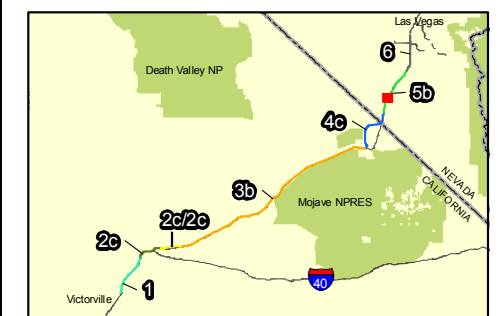 Las Vegas
6
Death Valley NP
5b
4c
NEVADA
CALIFORNIA
3b
Mojave NPRES
2c/2c
2c
40
1
Victorville